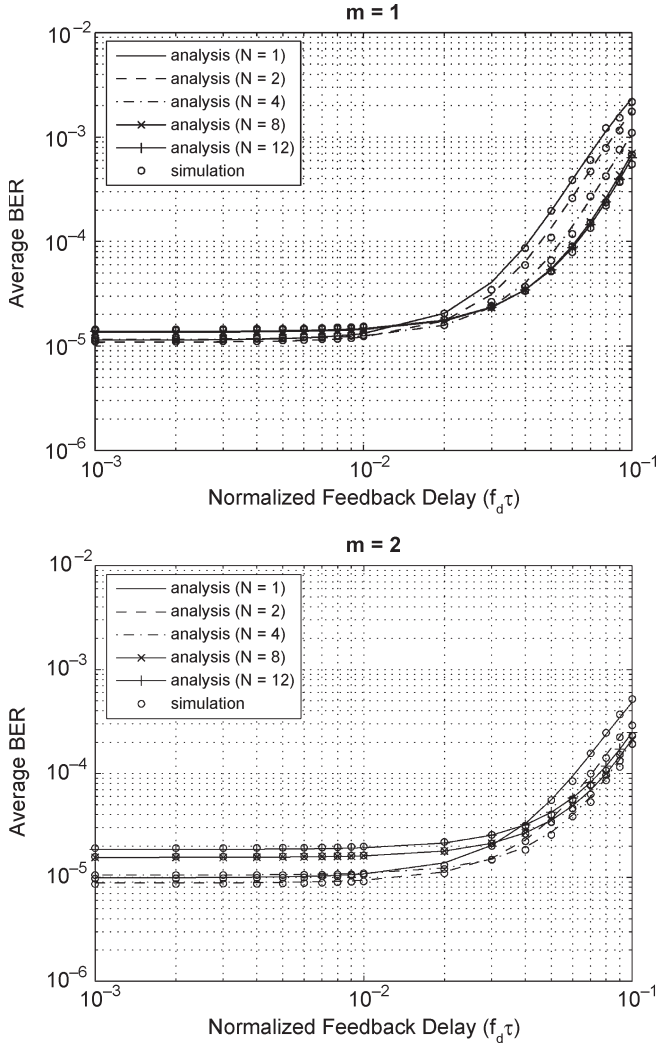 m = 1
10−2
analysis (N = 1)
analysis (N = 2)
analysis (N = 4)
analysis (N = 8)
analysis (N = 12)
simulation
10−3
10−4
10−5
10−6
Average BER
10−3
10−2
10−1
Normalized Feedback Delay (fdτ)
m = 2
10−2
analysis (N = 1)
analysis (N = 2)
analysis (N = 4)
analysis (N = 8)
analysis (N = 12)
simulation
10−3
10−4
10−5
10−6
Average BER
10−3
10−2
10−1
Normalized Feedback Delay (fdτ)